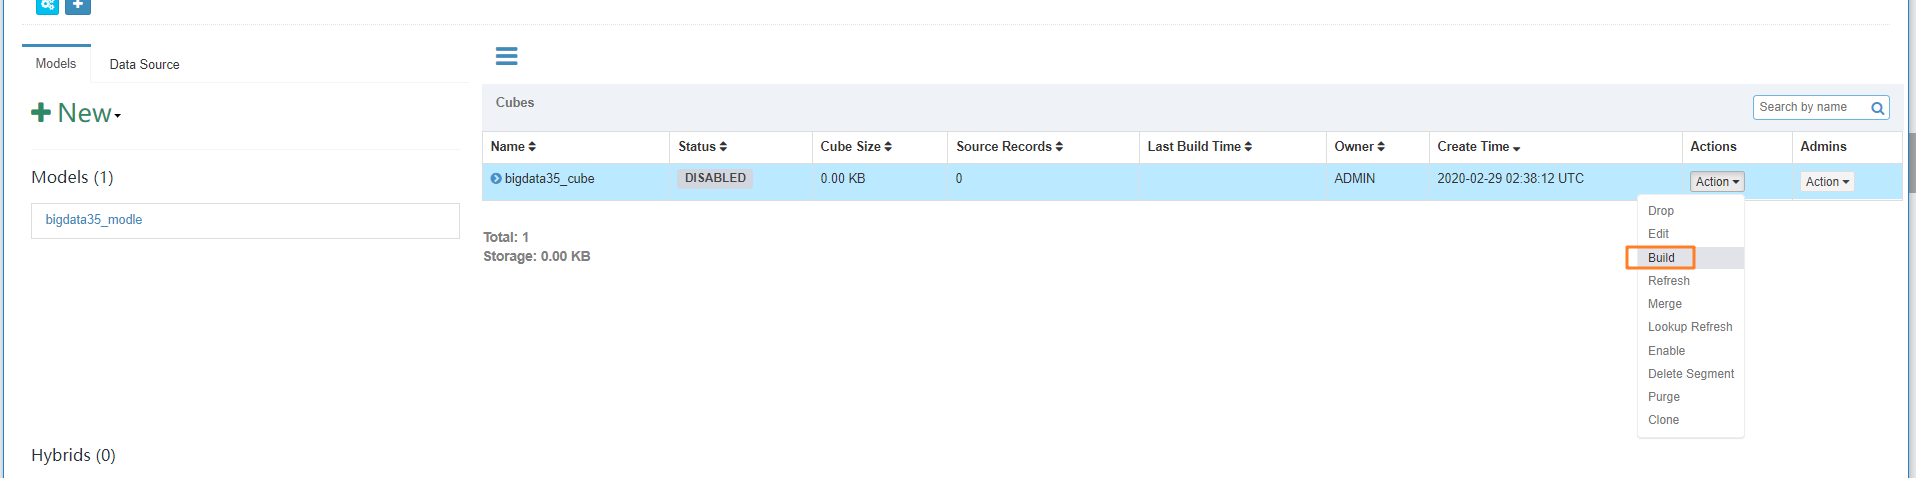 Models Data Source
New
Models (1)
bigdata35_modle
Hybrids (0)
Cubes
Search by name
Name Status Cube Size Source Records Last Build Time Owner Create Time Actions Admins
bigdata35_cube DISABLED 0.00 KB 0 ADMIN 2020-02-29 02:38:12 UTC Action Action
Total: 1
Storage: 0.00 KB
Drop
Edit
Build
Refresh
Merge
Lookup Refresh
Enable
Delete Segment
Purge
Clone